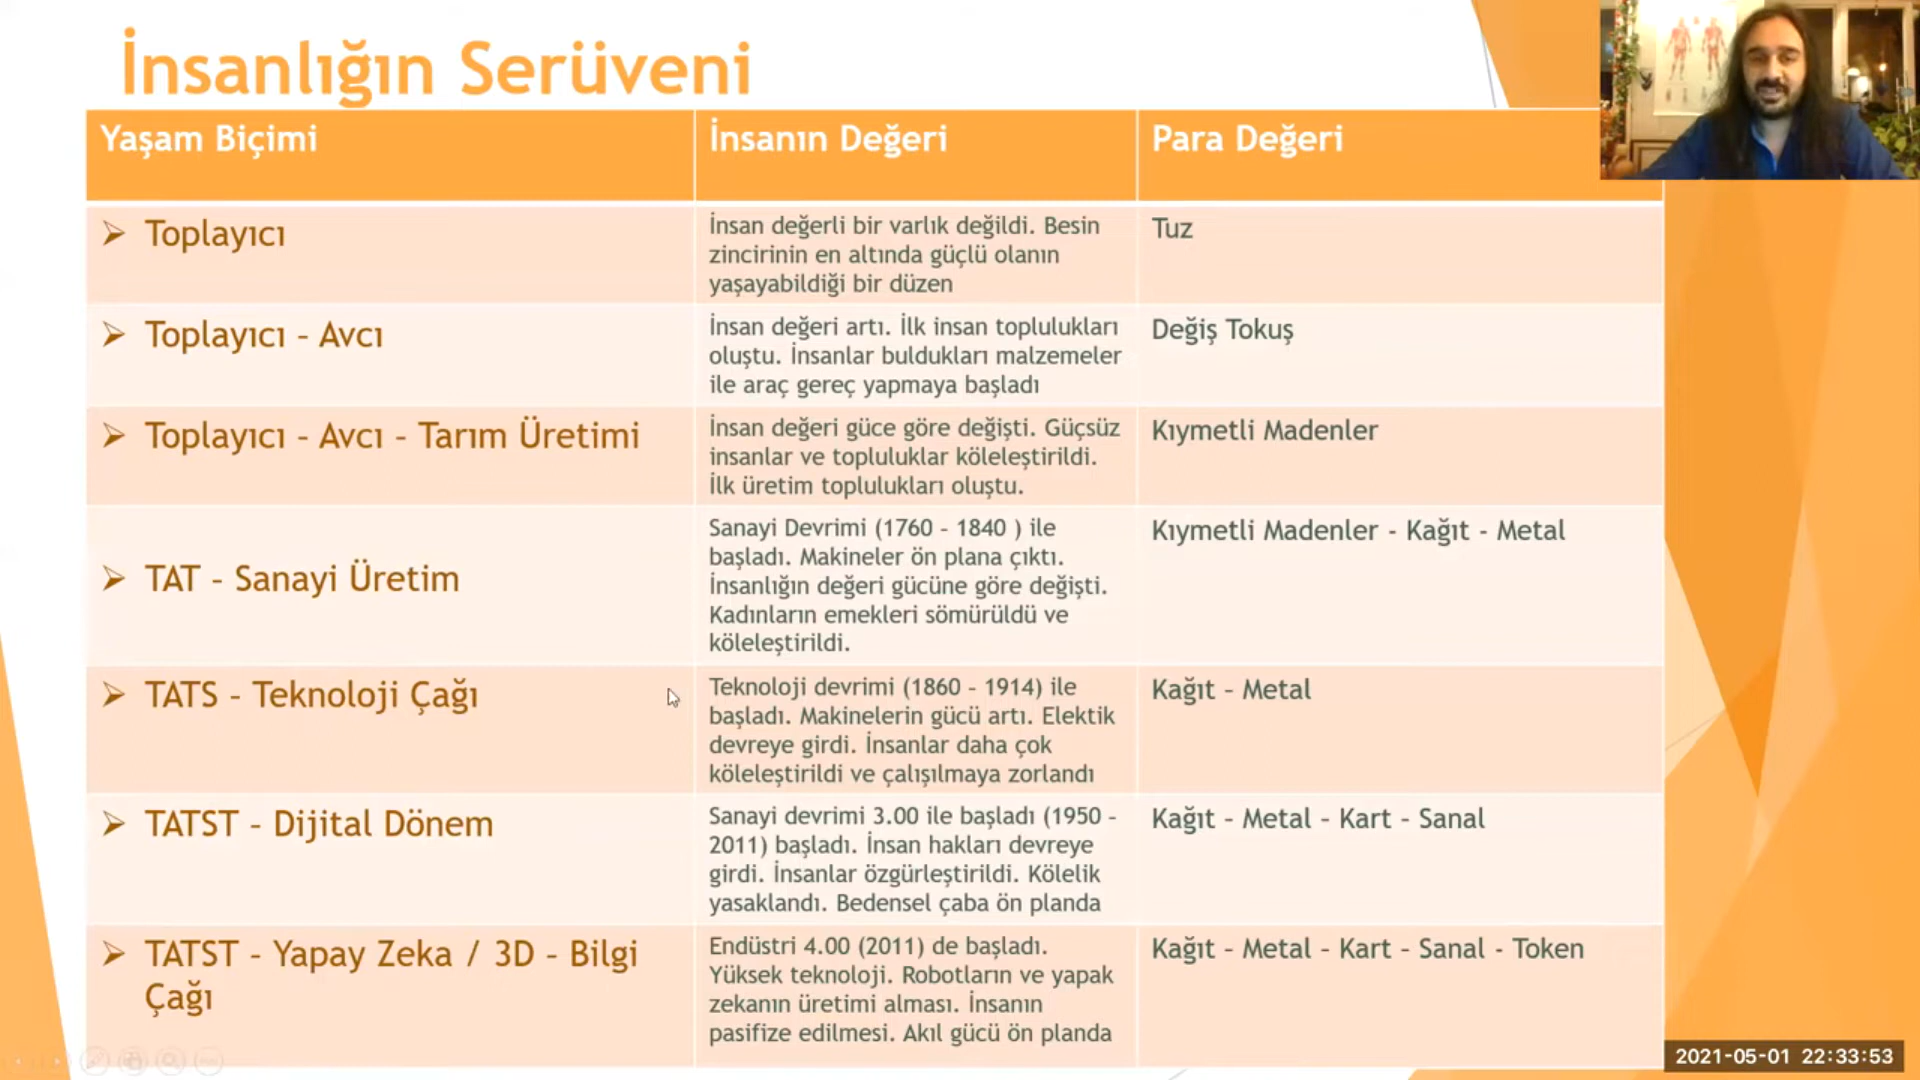 İnsanlığın Serüveni
Yaşam Biçimi
İnsanın Değeri
Para Değeri
➢ Toplayıcı
İnsan değerli bir varlık değildi. Besin
zincirinin en altında güçlü olanın
yaşayabildiği bir düzen
Tuz
➢ Toplayıcı – Avcı
İnsan değeri artı. İlk insan toplulukları
oluştu. İnsanlar buldukları malzemeler
ile araç gereç yapmaya başladı
Değiş Tokuş
➢ Toplayıcı – Avcı – Tarım Üretimi
İnsan değeri güce göre değişti. Güçsüz
insanlar ve topluluklar köleleştirildi.
İlk üretim toplulukları oluştu.
Kıymetli Madenler
➢ TAT – Sanayi Üretim
Sanayi Devrimi (1760 – 1840 ) ile
başladı. Makineler ön plana çıktı.
İnsanlığın değeri gücüne göre değişti.
Kadınların emekleri sömürüldü ve
köleleştirildi.
Kıymetli Madenler - Kağıt - Metal
➢ TATS – Teknoloji Çağı
Teknoloji devrimi (1860 – 1914) ile
başladı. Makinelerin gücü artı. Elektik
devreye girdi. İnsanlar daha çok
köleleştirildi ve çalışılmaya zorlandı
Kağıt – Metal
➢ TATST – Dijital Dönem
Sanayi devrimi 3.00 ile başladı (1950 –
2011) başladı. İnsan hakları devreye
girdi. İnsanlar özgürleştirildi. Kölelik
yasaklandı. Bedensel çaba ön planda
Kağıt – Metal – Kart – Sanal
➢ TATST – Yapay Zeka / 3D – Bilgi
Çağı
Endüstri 4.00 (2011) de başladı.
Yüksek teknoloji. Robotların ve yapak
zekanın üretimi alması. İnsanın
pasifize edilmesi. Akıl gücü ön planda
Kağıt – Metal – Kart – Sanal - Token
2021-05-01 22:33:53